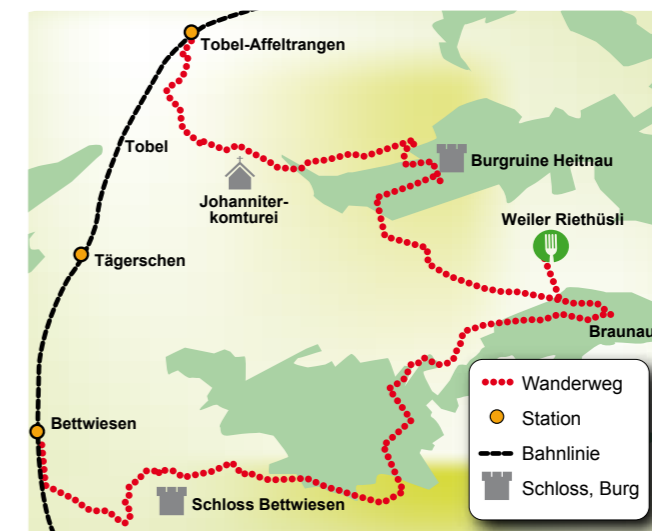 Tobel-Affeltrangen
Tobel
Burgruine Heitnau
Johanniter-
komturei
Weiler Riethüsli
Tägerschen
Braunau
Bettwiesen
Schloss Bettwiesen
Wanderweg
Station
Bahnlinie
Schloss, Burg